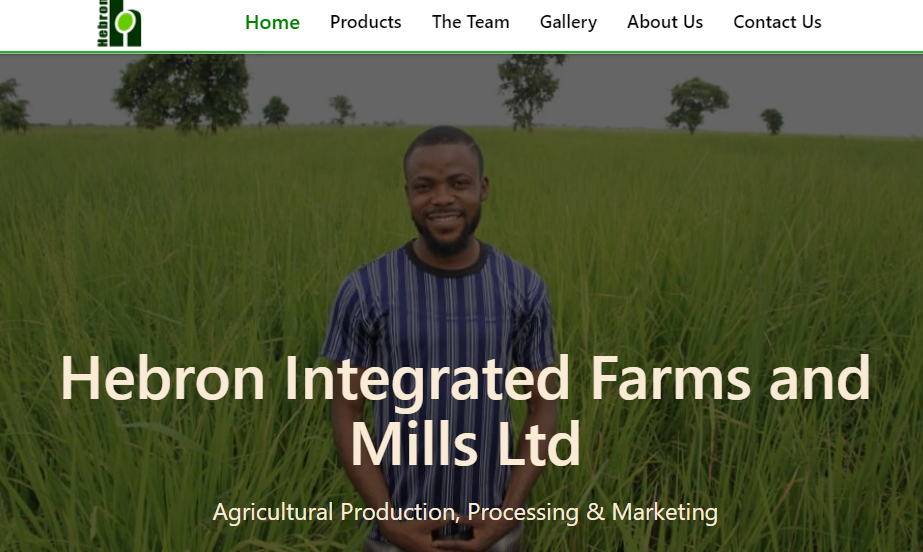 Hebron
Home Products The Team Gallery About Us Contact Us
Hebron Integrated Farms and
Mills Ltd
Agricultural Production, Processing & Marketing